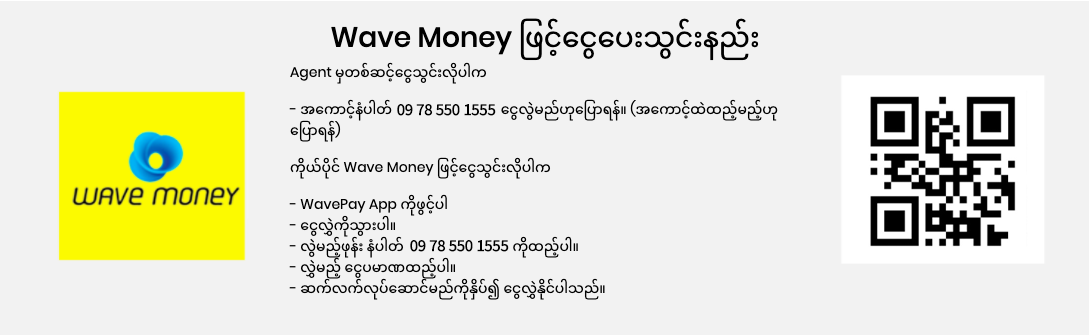 Wave Money ဖြင့်ငွေပေးသွင်းနည်း
Agent မှတစ်ဆင့်ငွေသွင်းလိုပါက
- အကောင့်နံပါတ် 09 78 550 1555 ငွေလွှဲမည်ဟုပြောရန်။ (အကောင့်ထဲထည့်မည့်ဟု
ပြောရန်)
ကိုယ်ပိုင် Wave Money ဖြင့်ငွေသွင်းလိုပါက
WAVE MONEY
- WavePay App ကိုဖွင့်ပါ
- ငွေလွှဲကိုသွားပါ။
- လွှဲမည့်ဖုန်း နံပါတ် 09 78 550 1555 ကိုထည့်ပါ။
- လွှဲမည့် ငွေပမာဏထည့်ပါ။
- ဆက်လက်လုပ်ဆောင်မည်ကိုနှိပ်၍ ငွေလွှဲနိုင်ပါသည်။